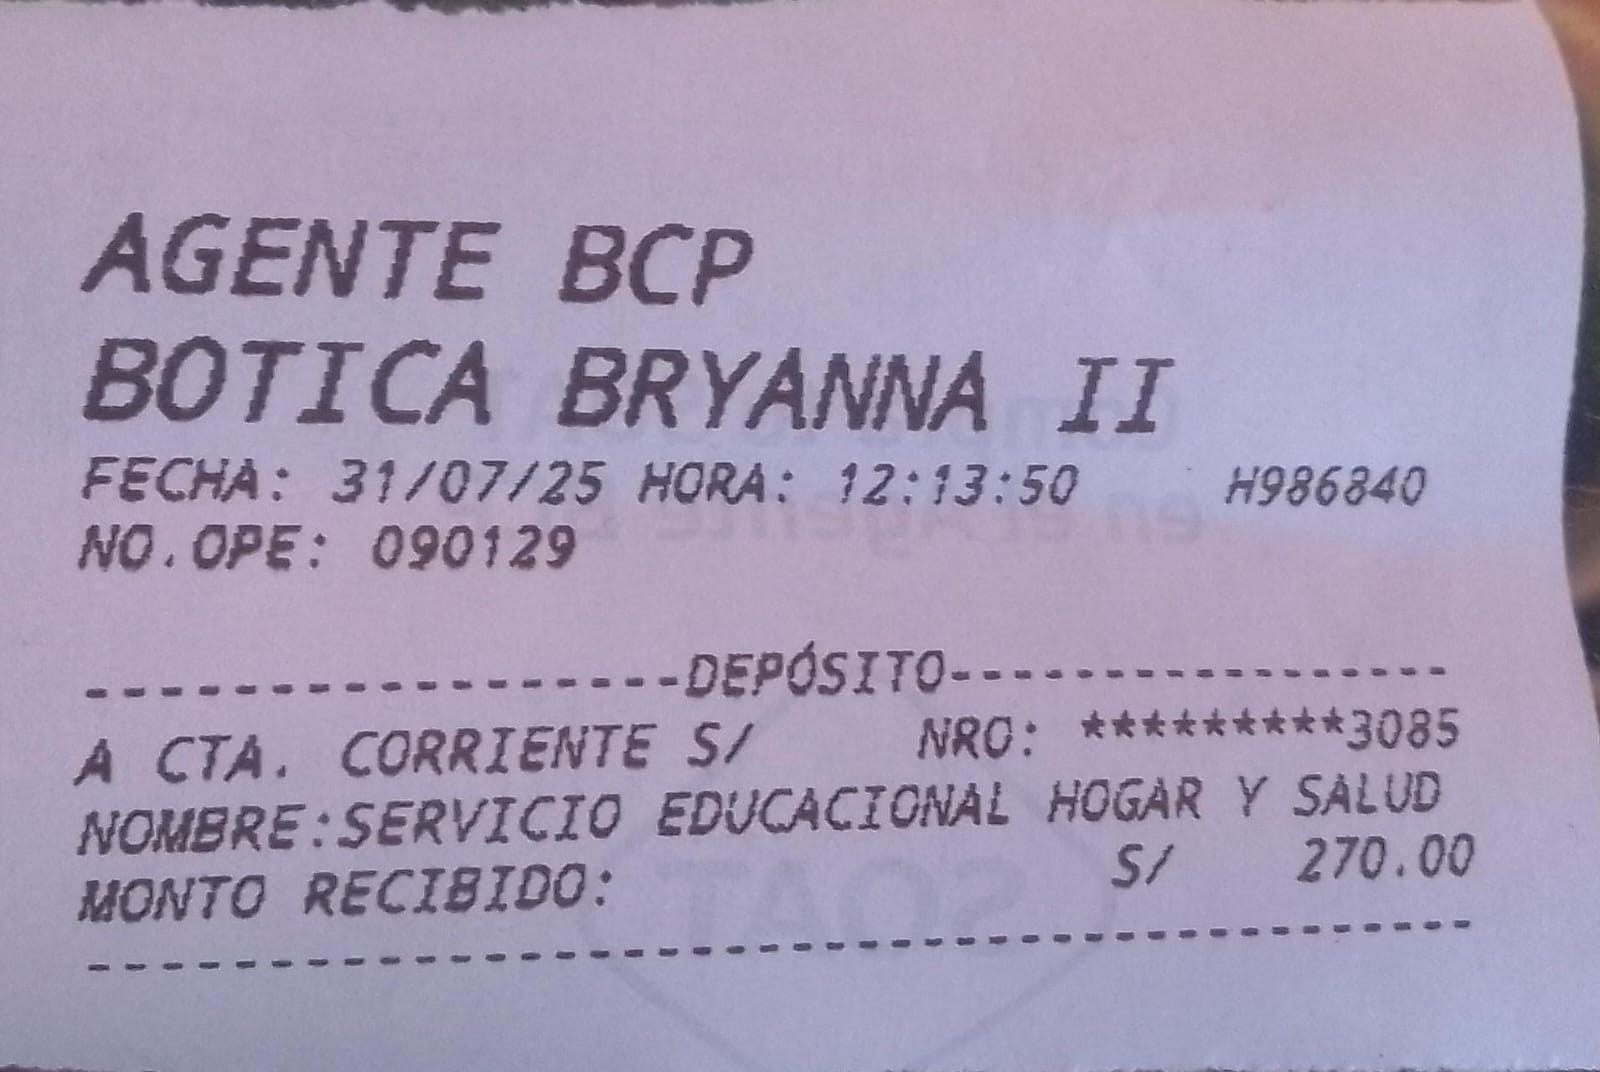 AGENTE BCP
BOTICA BRYANNA II
FECHA: 31/07/25 HORA: 12:13:50 H986840
NO.OPE: 090129
------------------DEPÓSITO-----------------
A CTA. CORRIENTE S/ NRO: *********3085
NOMBRE:SERVICIO EDUCACIONAL HOGAR Y SALUD
MONTO RECIBIDO: S/ 270.00
-------------------------------------------
SOAT